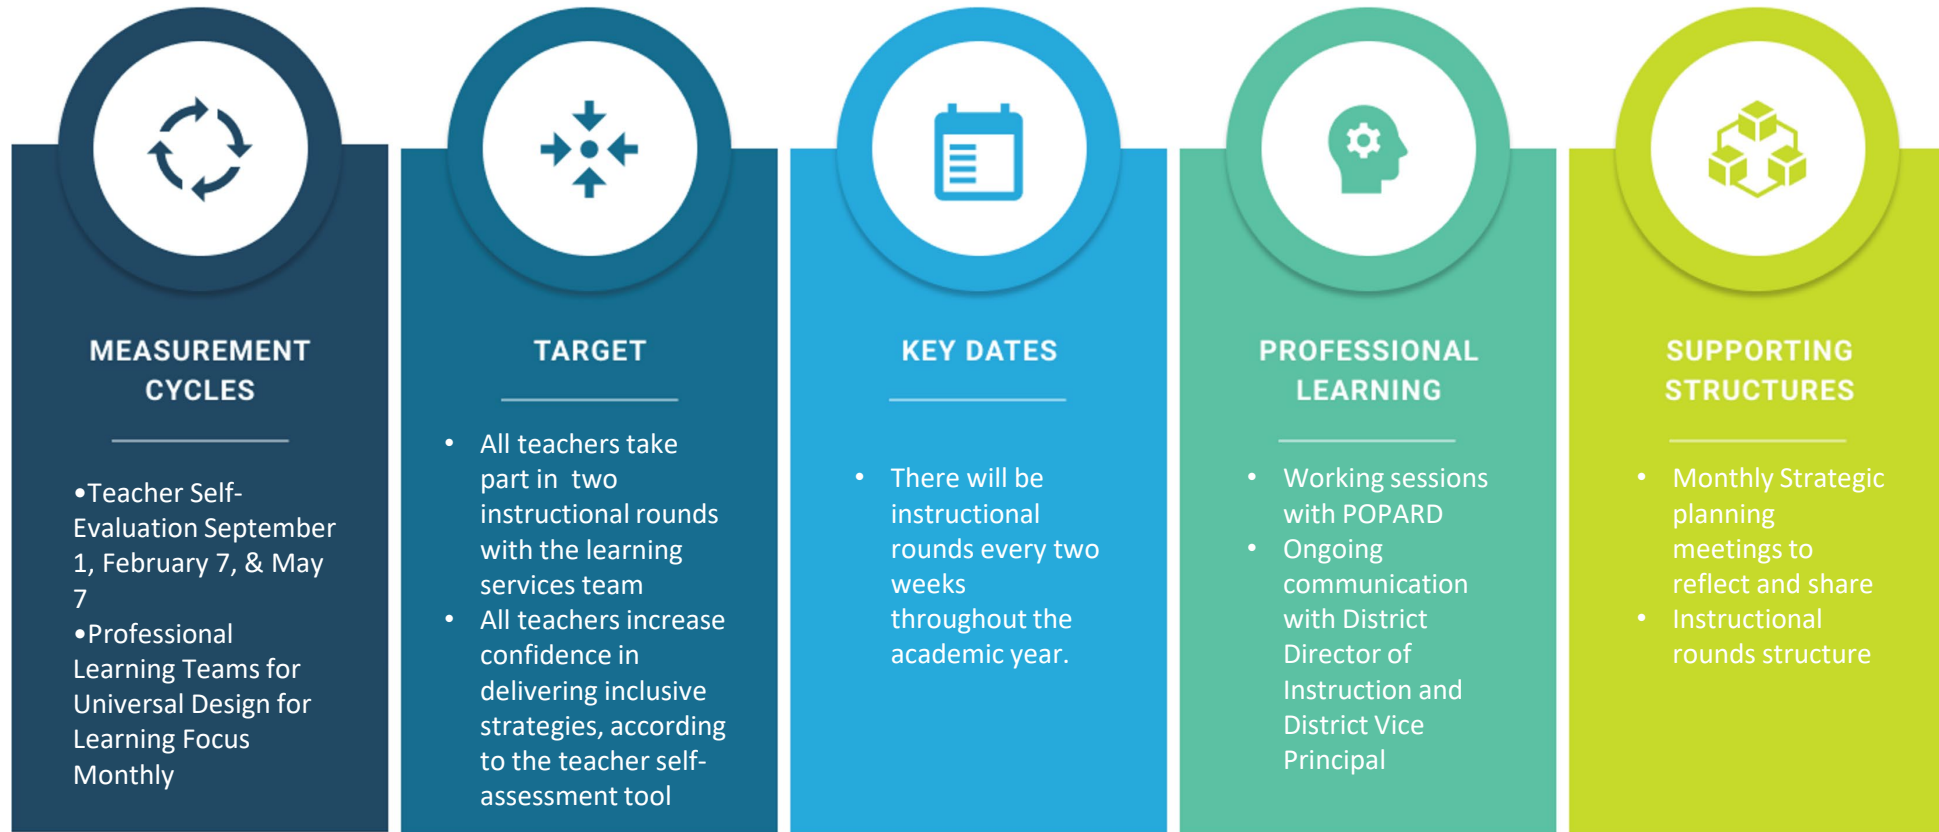 MEASUREMENT
CYCLES
•Teacher Self-
Evaluation September
1, February 7, & May
7
•Professional
Learning Teams for
Universal Design for
Learning Focus
Monthly
TARGET
• All teachers take
part in  two
instructional rounds
with the learning
services team
• All teachers increase
confidence in
delivering inclusive
strategies, according
to the teacher self-
assessment tool
KEY DATES
• There will be
instructional
rounds every two
weeks
throughout the
academic year.
PROFESSIONAL
LEARNING
• Working sessions
with POPARD
• Ongoing
communication
with District
Director of
Instruction and
District Vice
Principal
SUPPORTING
STRUCTURES
• Monthly Strategic
planning
meetings to
reflect and share
• Instructional
rounds structure